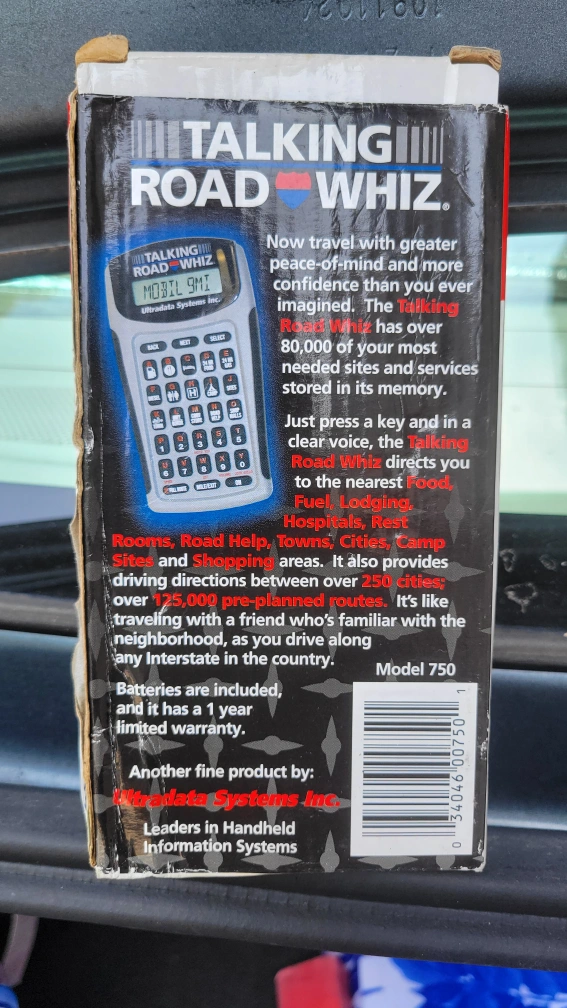 TALKING
ROAD WHIZ®
TALKING
ROAD WHIZ
MOBIL 9MI
Ultradata Systems Inc.
BACK NEXT SELECT
Now travel with greater
peace-of-mind and more
confidence than you ever
imagined. The Talking
Road Whiz has over
80,000 of your most
needed sites and services
stored in its memory.
Just press a key and in a
clear voice, the Talking
Road Whiz directs you
to the nearest Food,
Fuel, Lodging,
Hospitals, Rest
Rooms, Road Help, Towns, Cities, Camp
Sites and Shopping areas. It also provides
driving directions between over 250 cities;
over 125,000 pre-planned routes. It's like
traveling with a friend who's familiar with the
neighborhood, as you drive along
any Interstate in the country.
Model 750
Batteries are included,
and it has a 1 year
limited warranty.
Another fine product by:
Ultradata Systems Inc.
Leaders in Handheld
Information Systems
0 34046 00750 1